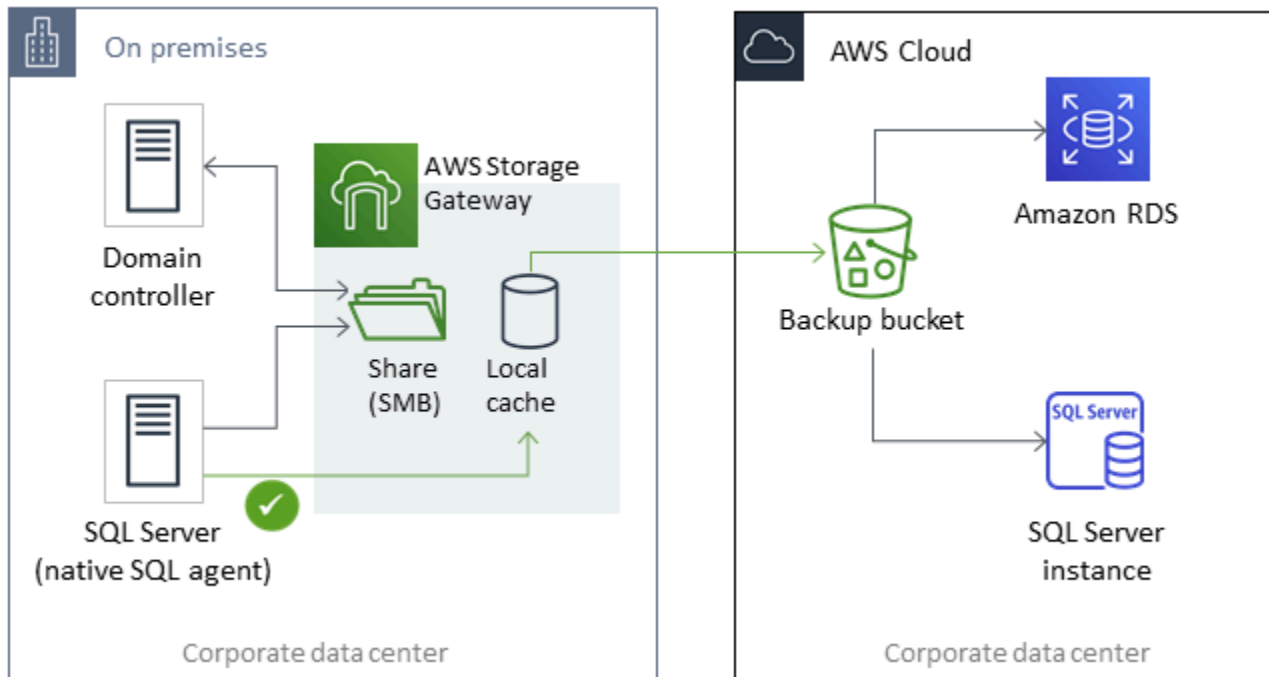 On premises
Domain
controller
AWS Storage
Gateway
Share
(SMB)
Local
cache
SQL Server
(native SQL agent)
Corporate data center
AWS Cloud
Amazon RDS
Backup bucket
SQL Server
SQL Server
instance
Corporate data center